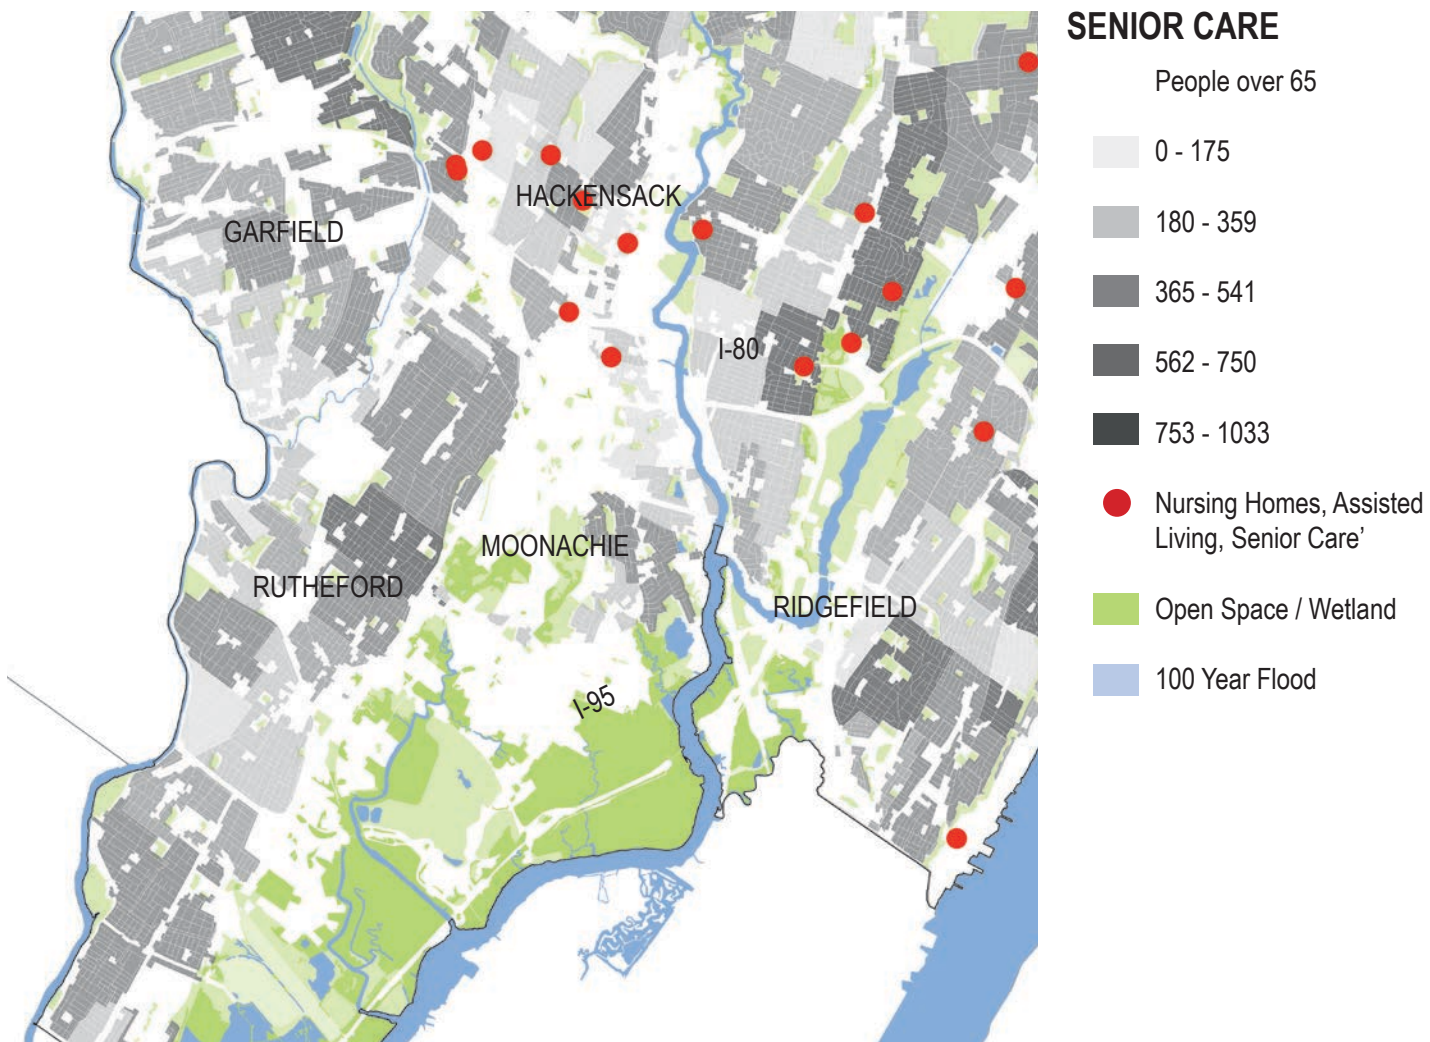 SENIOR CARE
People over 65
0 - 175
180 - 359
365 - 541
562 - 750
753 - 1033
Nursing Homes, Assisted
Living, Senior Care’
Open Space / Wetland
100 Year Flood
HACKENSACK
GARFIELD
I-80
MOONACHIE
RUTHEFORD
RIDGEFIELD
I-95